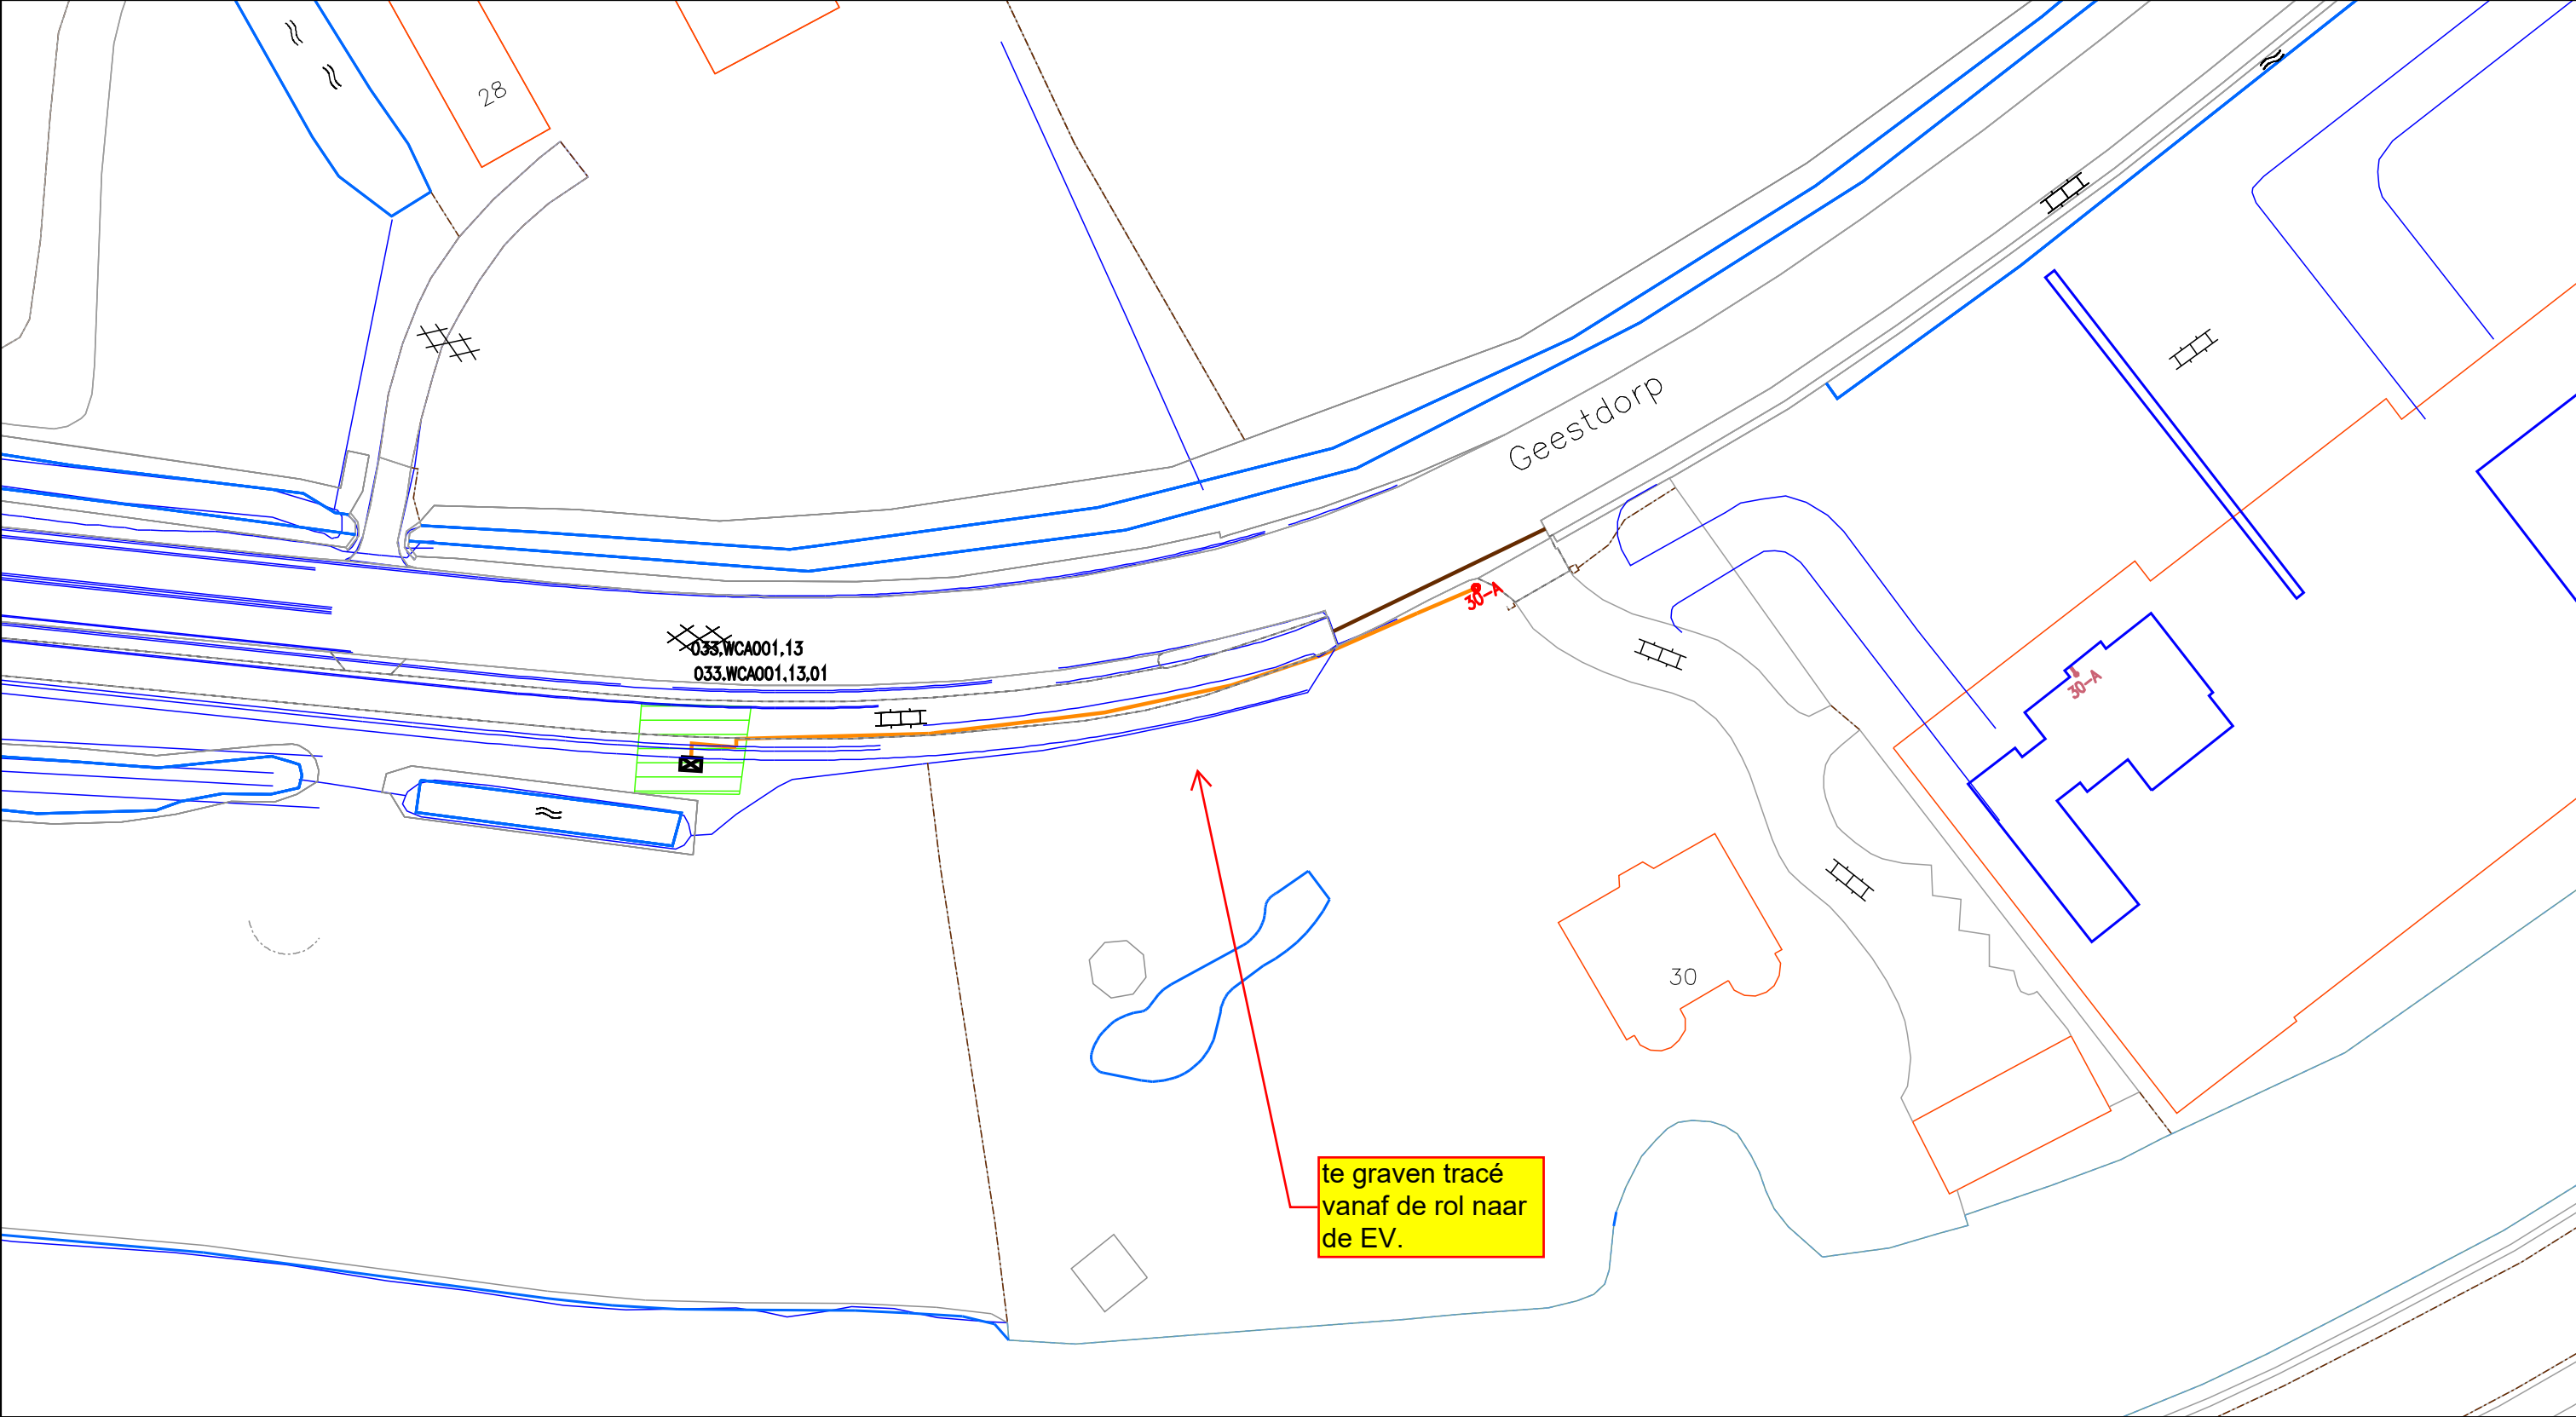 28
Geestdorp
30-A
033.WCA001.13
033.WCA001.13.01
30-A
30
te graven tracé
vanaf de rol naar
de EV.